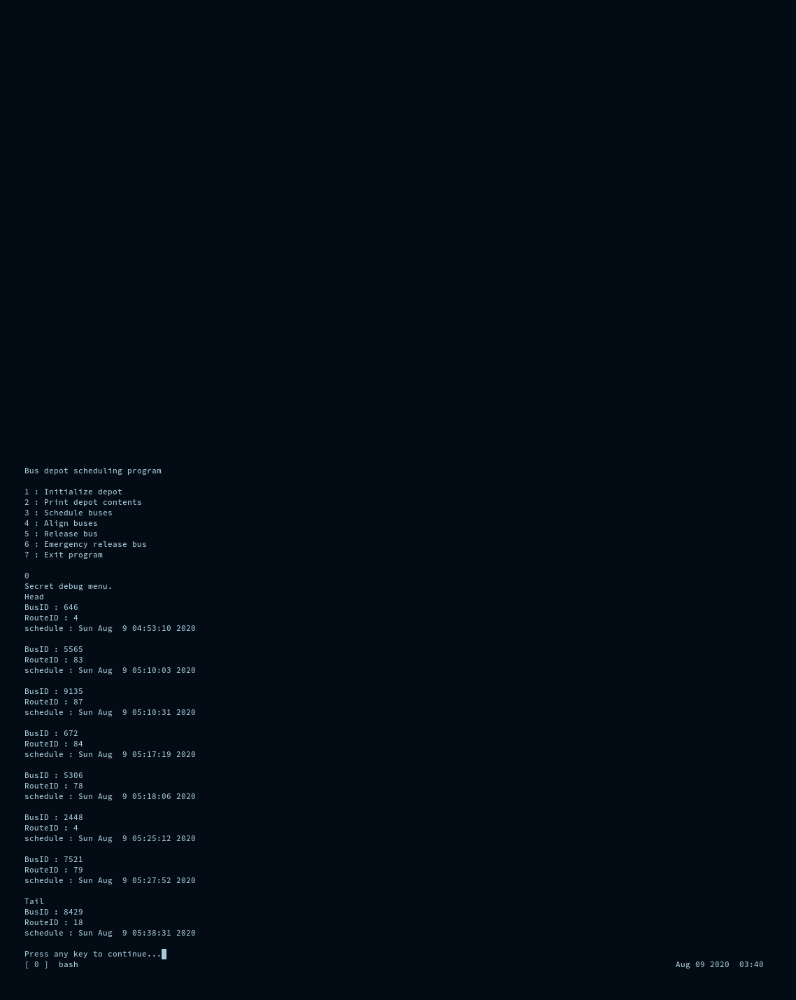 Bus depot scheduling program
1 : Initialize depot
2 : Print depot contents
3 : Schedule buses
4 : Align buses
5 : Release bus
6 : Emergency release bus
7 : Exit program
0
Secret debug menu.
Head
BusID : 646
RouteID : 4
schedule : Sun Aug  9 04:53:10 2020
BusID : 5565
RouteID : 83
schedule : Sun Aug  9 05:10:03 2020
BusID : 9135
RouteID : 87
schedule : Sun Aug  9 05:10:31 2020
BusID : 672
RouteID : 84
schedule : Sun Aug  9 05:17:19 2020
BusID : 5306
RouteID : 78
schedule : Sun Aug  9 05:18:06 2020
BusID : 2448
RouteID : 4
schedule : Sun Aug  9 05:25:12 2020
BusID : 7521
RouteID : 79
schedule : Sun Aug  9 05:27:52 2020
Tail
BusID : 8429
RouteID : 18
schedule : Sun Aug  9 05:38:31 2020
Press any key to continue...
[ 0 ]  bash Aug 09 2020  03:40